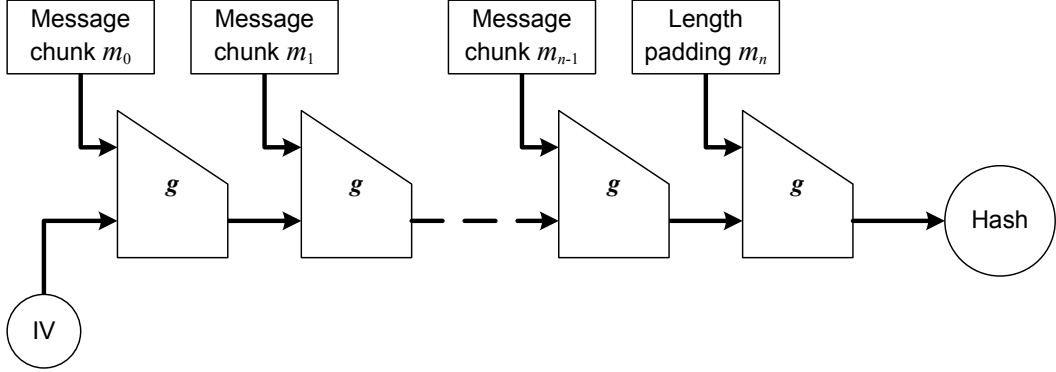 Message
chunk m₀
Message
chunk m₁
Message
chunk mₙ₋₁
Length
padding mₙ
g
g
g
g
Hash
IV